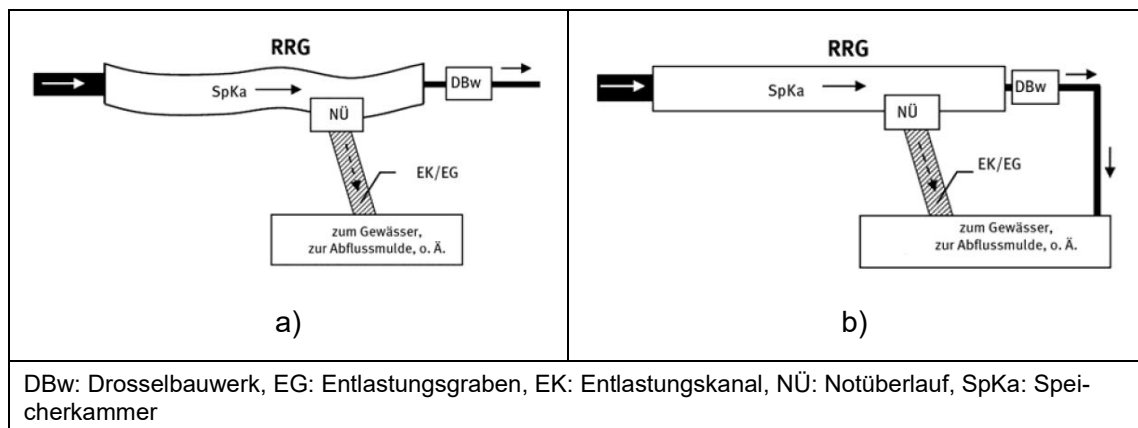 RRG
DBw
SpKa
NÜ
EK/EG
zum Gewässer,
zur Abflussmulde, o. Ä.
a)
RRG
DBw
SpKa
NÜ
EK/EG
zum Gewässer,
zur Abflussmulde, o. Ä.
b)
DBw: Drosselbauwerk, EG: Entlastungsgraben, EK: Entlastungskanal, NÜ: Notüberlauf, SpKa: Spei-
cherkammer